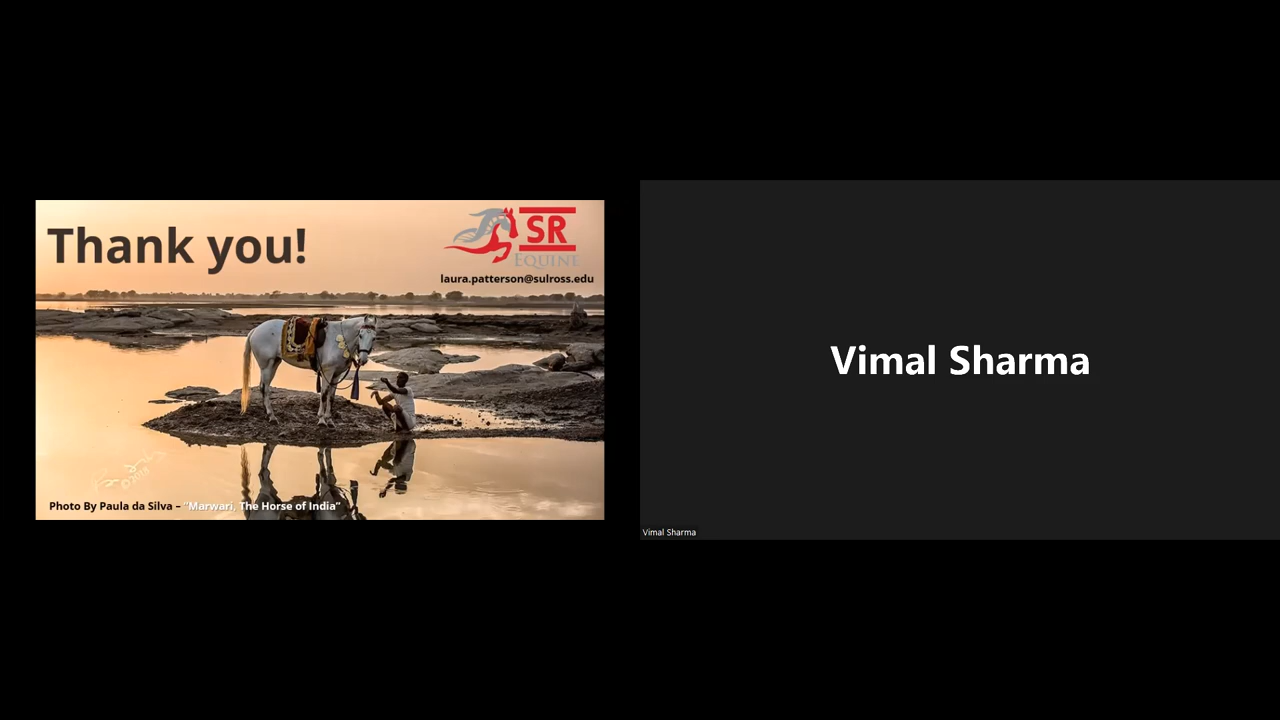 Thank you!
SR
EQUINE
laura.patterson@sulross.edu
©2013
Photo By Paula da Silva – "Marwari, The Horse of India"
Vimal Sharma
Vimal Sharma